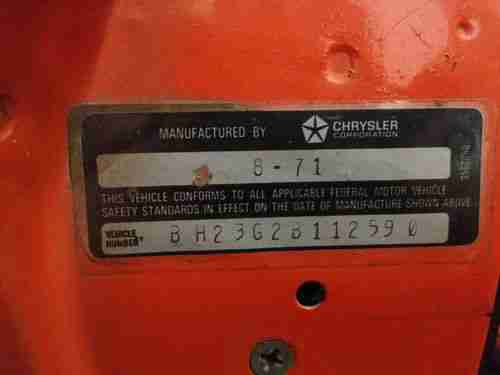 MANUFACTURED BY CHRYSLER CORPORATION
8-71
THIS VEHICLE CONFORMS TO ALL APPLICABLE FEDERAL MOTOR VEHICLE
SAFETY STANDARDS IN EFFECT ON THE DATE OF MANUFACTURE SHOWN ABOVE
VEHICLE NUMBER BH23G2B112590